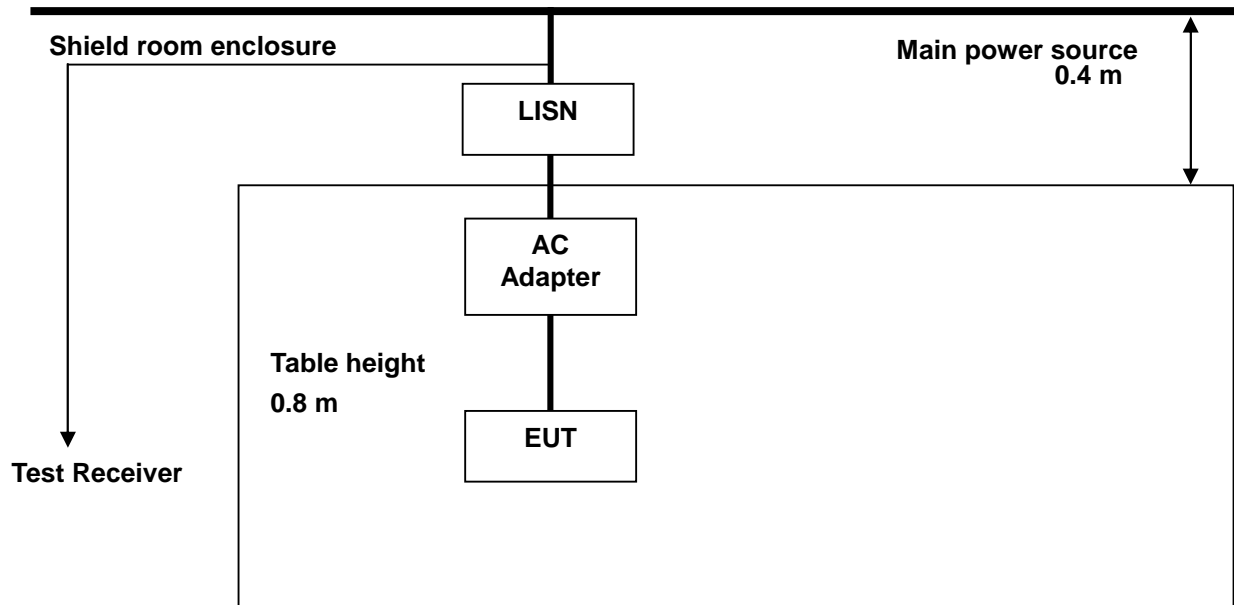 Shield room enclosure
Main power source
0.4 m
LISN
AC
Adapter
Table height
0.8 m
EUT
Test Receiver